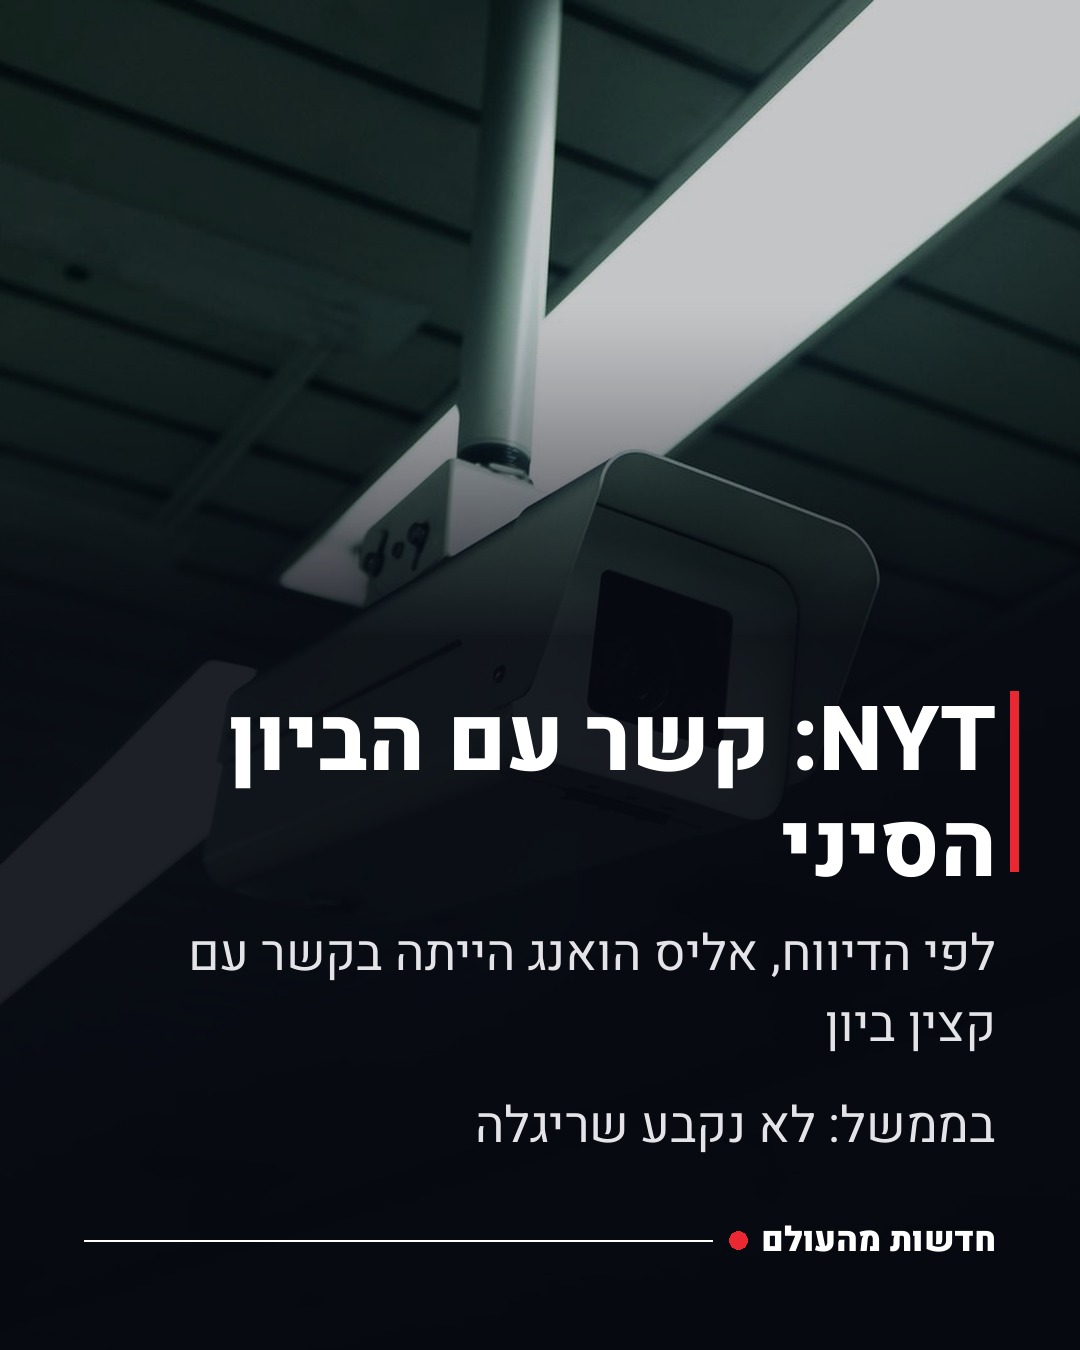 NYT: קשר עם הביון
הסיני
לפי הדיווח, אליס הואנג הייתה בקשר עם
קצין ביון
בממשל: לא נקבע שריגלה
חדשות מהעולם